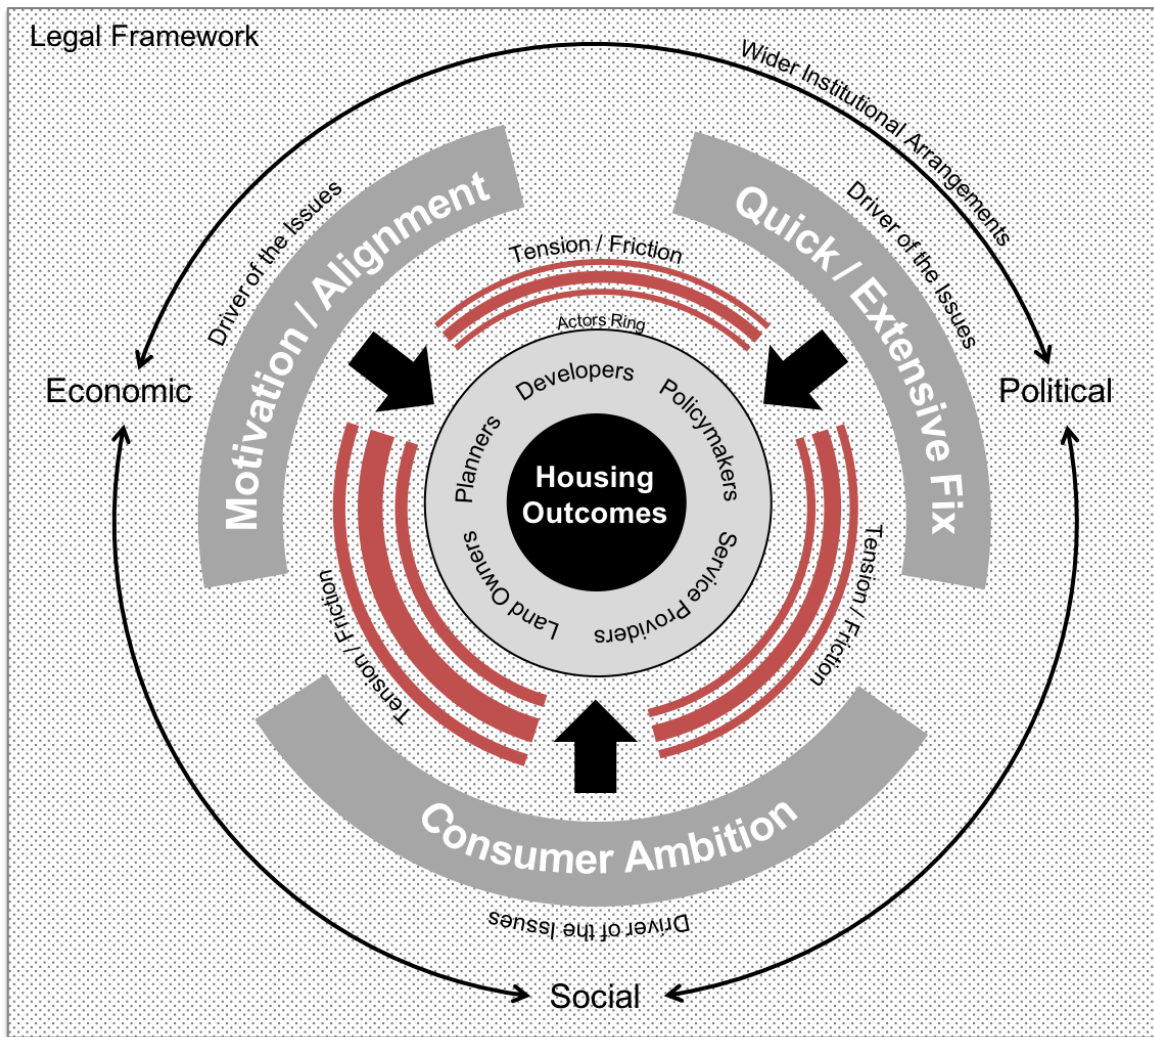 Legal Framework
Wider Institutional Arrangements
Driver of the Issues
Driver of the Issues
Motivation / Alignment
Quick / Extensive Fix
Tension / Friction
Actors Ring
Economic
Political
Developers
Policymakers
Planners
Housing
Outcomes
Land Owners
Service Providers
Tension / Friction
Tension / Friction
Consumer Ambition
Driver of the Issues
Social